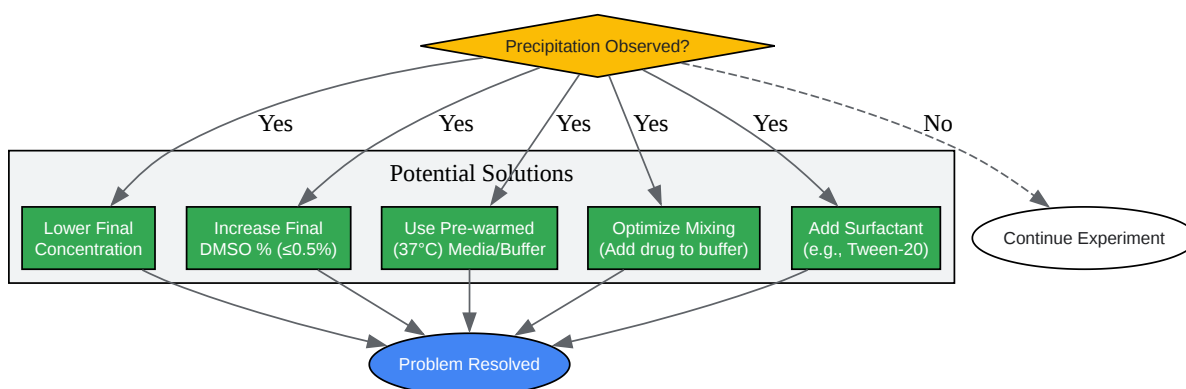 Precipitation Observed?
Yes
Yes
Yes
Yes
Yes
No
Potential Solutions
Lower Final
Concentration
Increase Final
DMSO % (≤0.5%)
Use Pre-warmed
(37°C) Media/Buffer
Optimize Mixing
(Add drug to buffer)
Add Surfactant
(e.g., Tween-20)
Continue Experiment
Problem Resolved